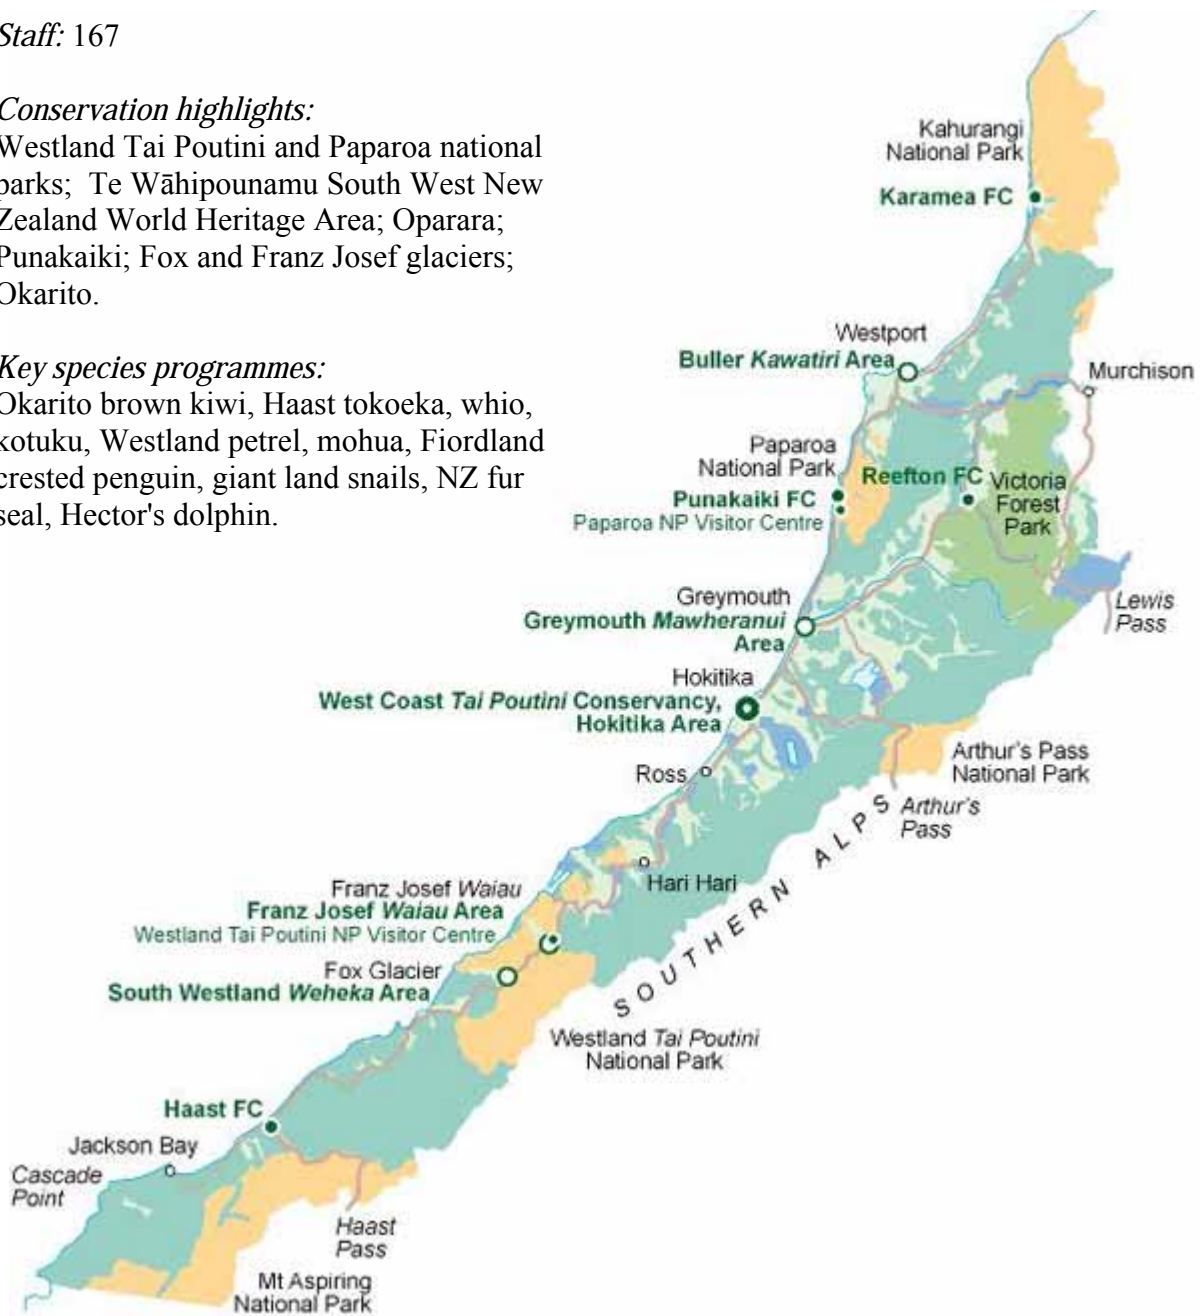 Staff: 167
Conservation highlights:
Westland Tai Poutini and Paparoa national
parks; Te Wāhipounamu South West New
Zealand World Heritage Area; Oparara;
Punakaiki; Fox and Franz Josef glaciers;
Okarito.
Key species programmes:
Okarito brown kiwi, Haast tokoeka, whio,
kotuku, Westland petrel, mohua, Fiordland
crested penguin, giant land snails, NZ fur
seal, Hector's dolphin.
Kahurangi
National Park
Karamea FC
Westport
Buller Kawatiri Area
Murchison
Paparoa
National Park
Reefton FC
Victoria
Forest
Park
Punakaiki FC
Paparoa NP Visitor Centre
Greymouth
Greymouth Mawheranui
Area
Lewis
Pass
Hokitika
West Coast Tai Poutini Conservancy,
Hokitika Area
Ross
Arthur's Pass
National Park
Arthur's
Pass
SOUTHERN ALPS
Hari Hari
Franz Josef Waiau
Franz Josef Waiau Area
Westland Tai Poutini NP Visitor Centre
Fox Glacier
South Westland Weheka Area
Westland Tai Poutini
National Park
Haast FC
Jackson Bay
Cascade
Point
Haast
Pass
Mt Aspiring
National Park